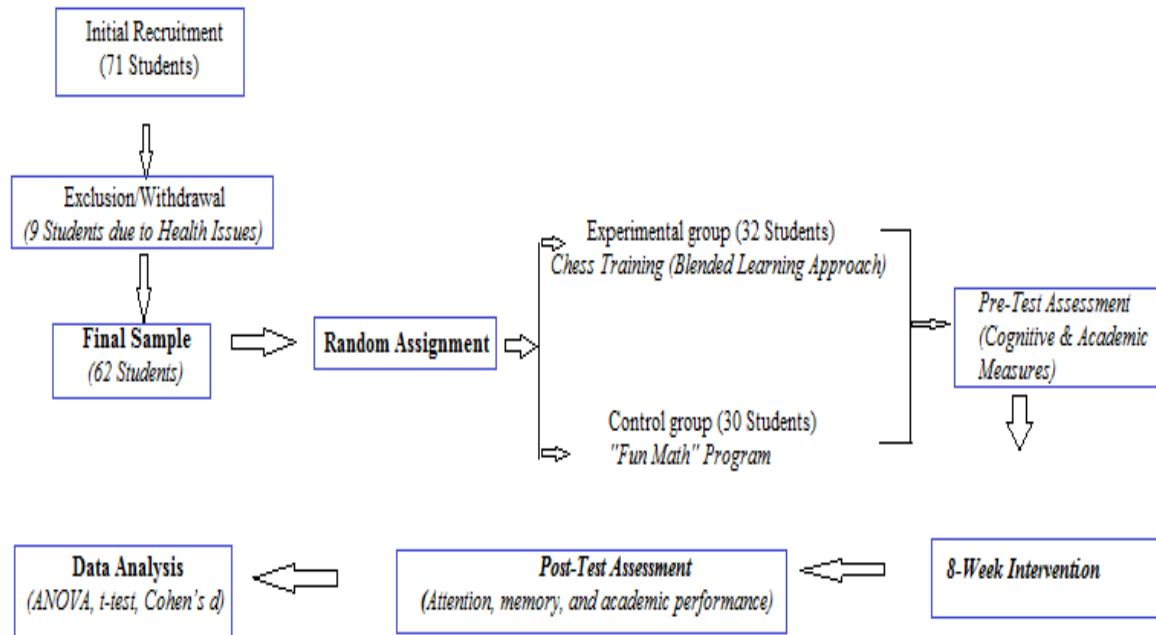 Initial Recruitment
(71 Students)
Exclusion/Withdrawal
(9 Students due to Health Issues)
Final Sample
(62 Students)
Random Assignment
Experimental group (32 Students)
Chess Training (Blended Learning Approach)
Control group (30 Students)
"Fun Math" Program
Pre-Test Assessment
(Cognitive & Academic
Measures)
8-Week Intervention
Post-Test Assessment
(Attention, memory, and academic performance)
Data Analysis
(ANOVA, t-test, Cohen's d)